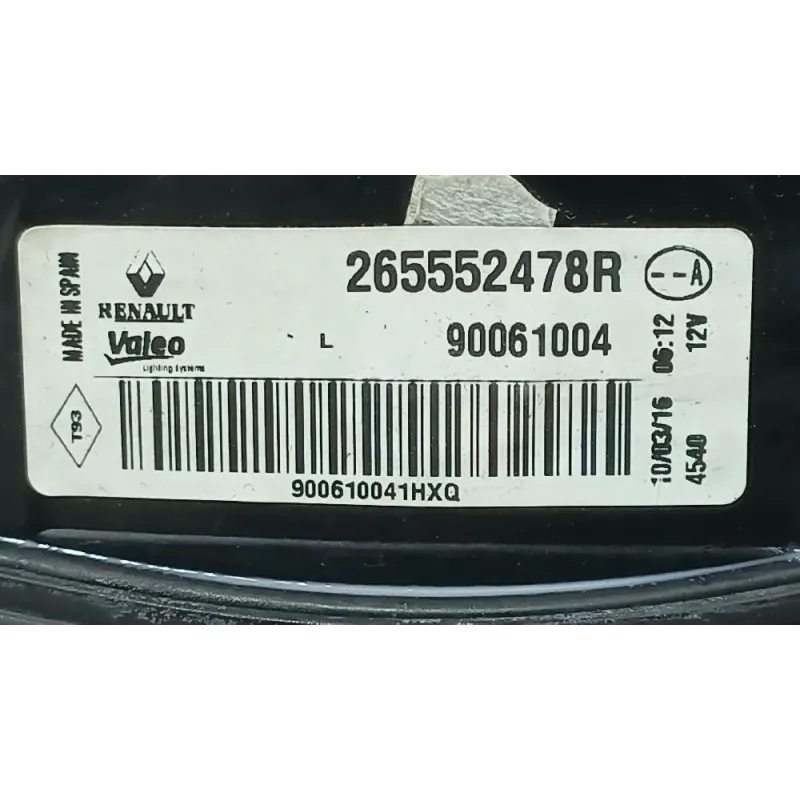 MADE IN SPAIN
RENAULT
Valeo
Lighting Systems
T93
265552478R
--A
L
90061004
900610041HXQ
10/03/16 06:12
4540 12V